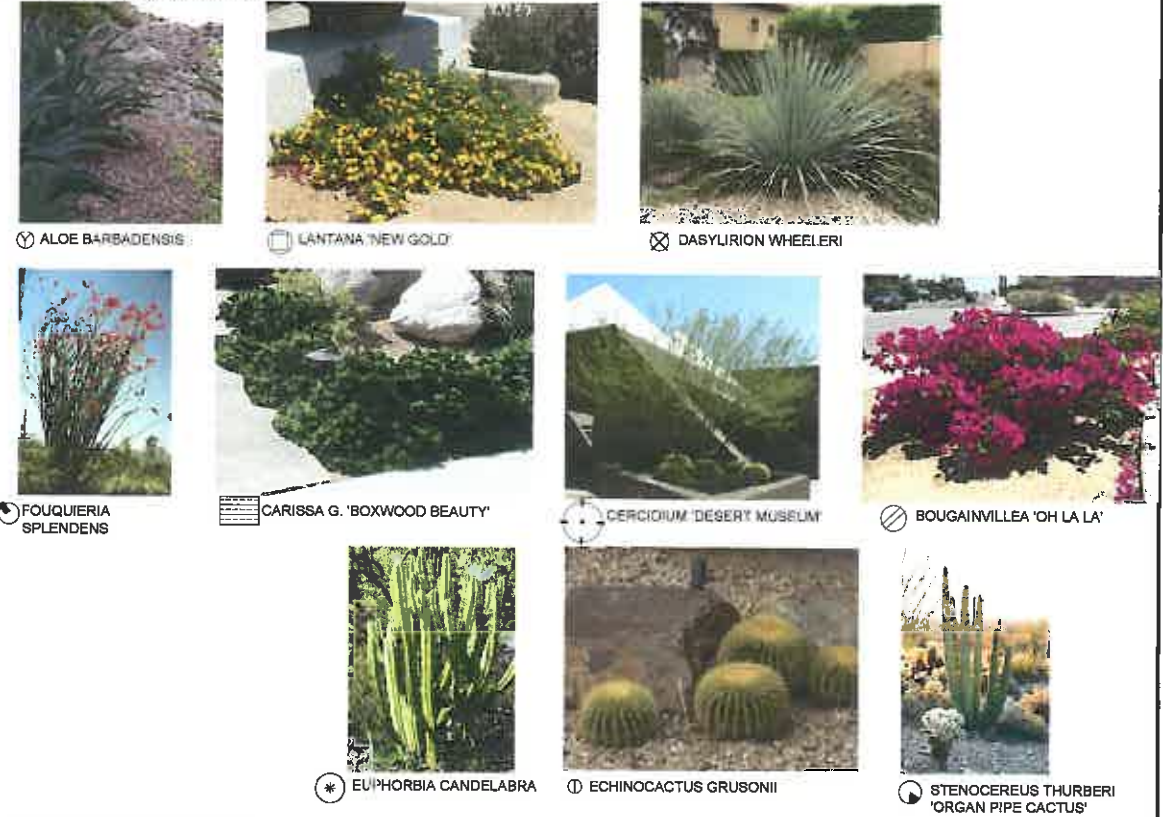 ALOE BARBADENSIS
LANTANA 'NEW GOLD'
DASYLIRION WHEELERI
FOUQUIERIA
SPLENDENS
CARISSA G. 'BOXWOOD BEAUTY'
CERCIDIUM 'DESERT MUSEUM'
BOUGAINVILLEA 'OH LA LA'
EUPHORBIA CANDELABRA
ECHINOCACTUS GRUSONII
STENOCEREUS THURBERI
'ORGAN PIPE CACTUS'